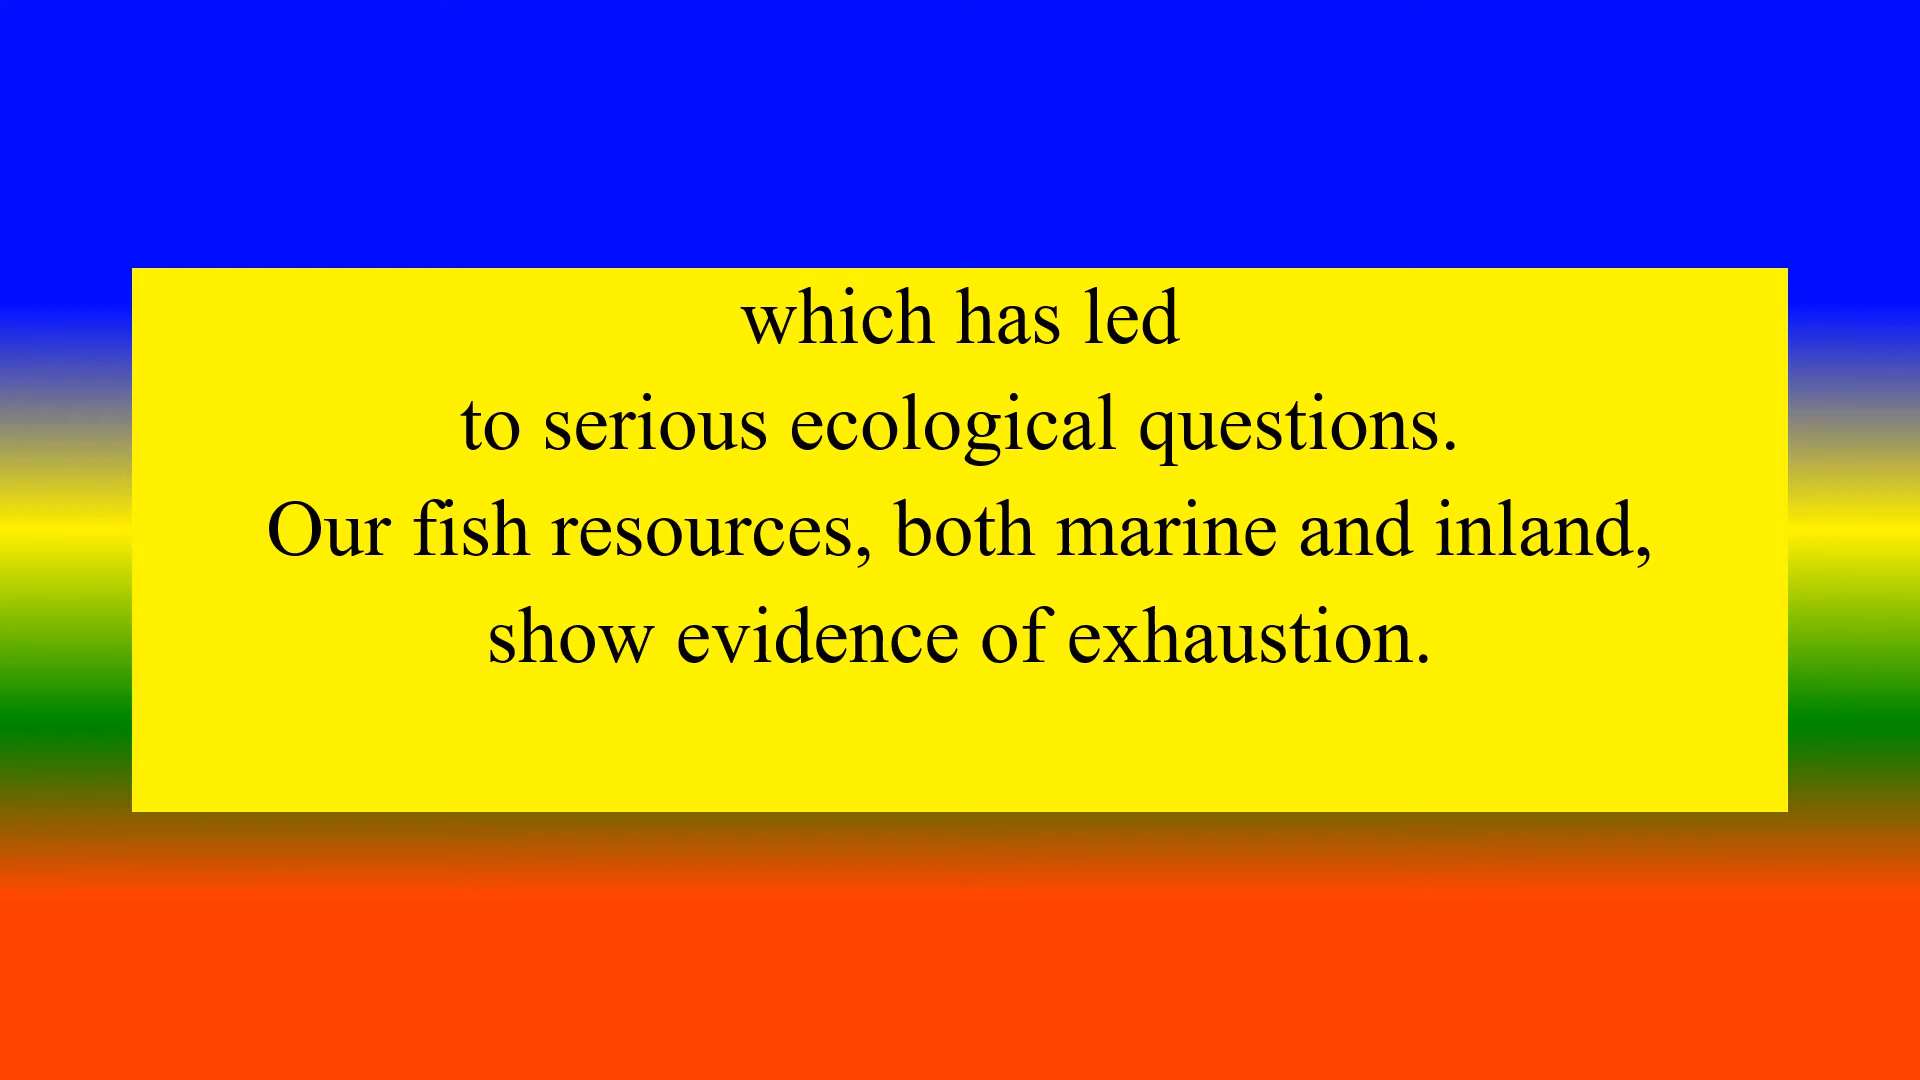 which has led
to serious ecological questions.
Our fish resources, both marine and inland,
show evidence of exhaustion.